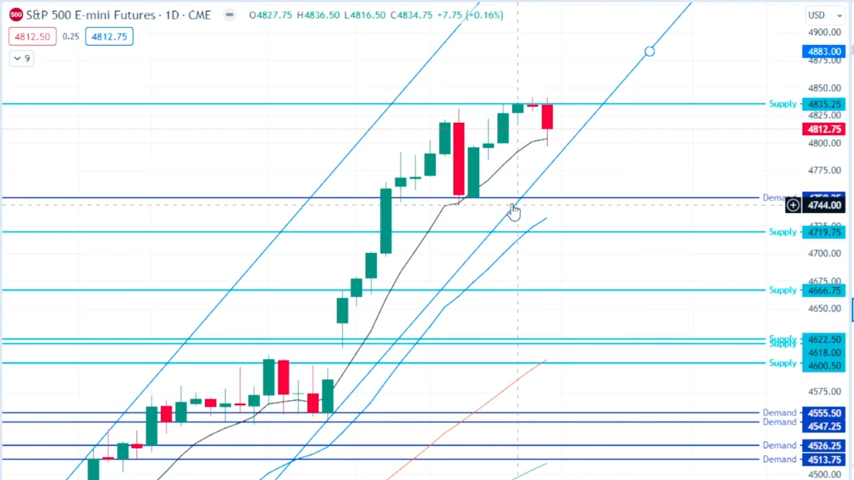 500 S&P 500 E-mini Futures · 1D · CME O4827.75 H4836.50 L4816.50 C4834.75 +7.75 (+0.16%) USD
4812.50 0.25 4812.75
9
4900.00
4883.00
4875.00
4850.00
Supply 4835.25
4825.00
4812.75
4800.00
4775.00
Demand
4744.00
Supply 4719.75
4700.00
4675.00
Supply 4666.75
4650.00
Supply 4622.50
Supply 4618.00
Supply 4600.50
4575.00
Demand 4555.50
Demand 4547.25
Demand 4526.25
Demand 4513.75
4500.00